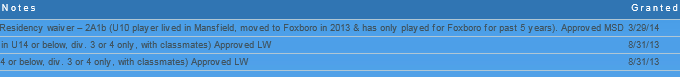 Notes Granted
Residency waiver – 2A1b (U10 player lived in Mansfield, moved to Foxboro in 2013 & has only played for Foxboro for past 5 years). Approved MSD 3/29/14
in U14 or below, div. 3 or 4 only, with classmates) Approved LW 8/31/13
4 or below, div. 3 or 4 only, with classmates) Approved LW 8/31/13